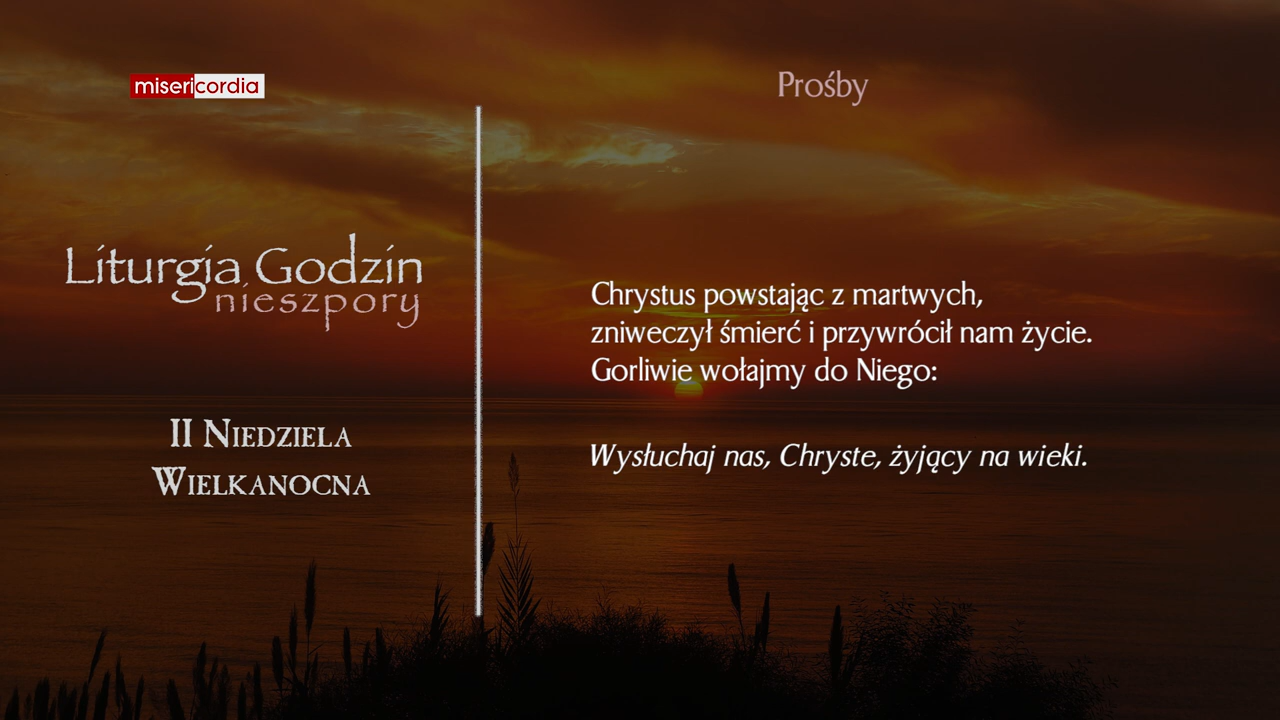 misericordia
Liturgia Godzin
nieszpory
II Niedziela
Wielkanocna
Prośby
Chrystus powstając z martwych,
zniweczył śmierć i przywrócił nam życie.
Gorliwie wołajmy do Niego:
Wysłuchaj nas, Chryste, żyjący na wieki.